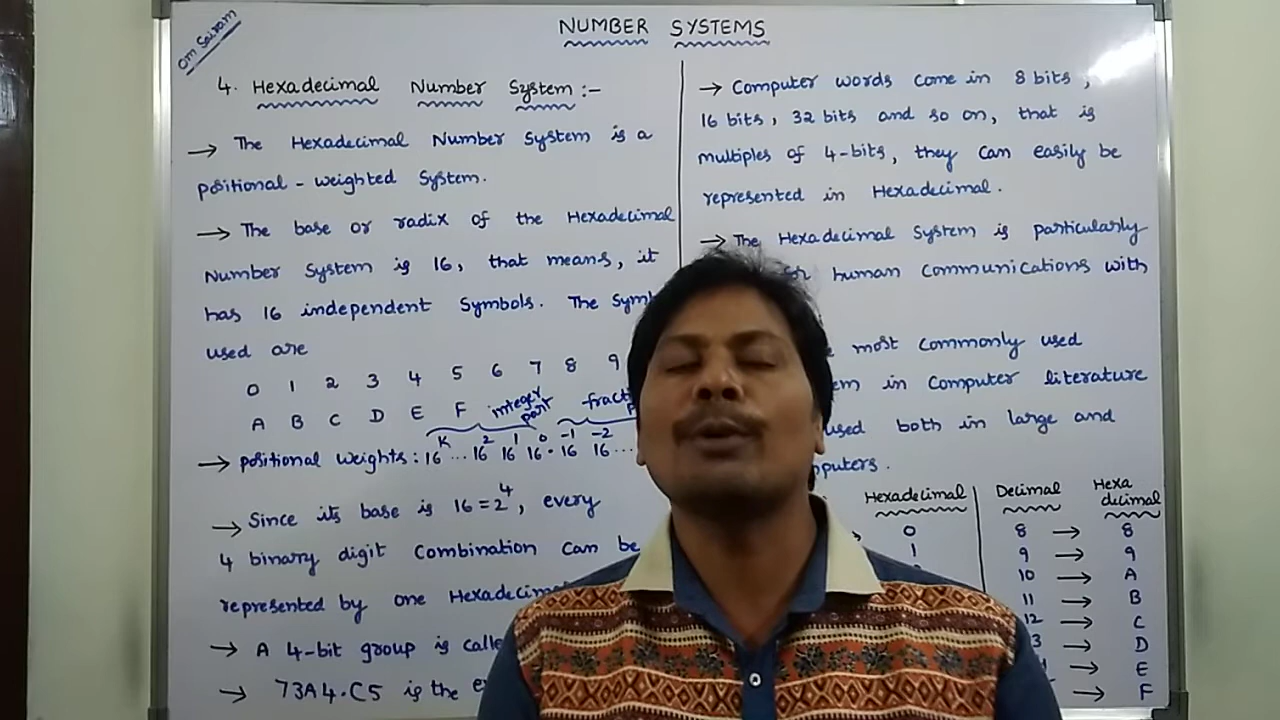 Om Sairam
NUMBER SYSTEMS
4. Hexadecimal Number System :-
→ The Hexadecimal Number System is a
positional - weighted System.
→ The base or radix of the Hexadecimal
Number System is 16, that means, it
has 16 independent Symbols. The
used are
0 1 2 3 4 5 6 7 8 9
A B C D E F
integer part
→ positional weights: 16^K ... 16^2 16^1 16^0 . 16^-1 16^-2 ...
→ Since its base is 16 = 2^4, every
4 binary digit Combination can be
represented by one
→ A 4-bit group is
→ 73A4.C5 is the
→ Computer words come in 8 bits,
16 bits, 32 bits and so on, that is
multiples of 4-bits, they can easily be
represented in Hexadecimal.
→ The Hexadecimal System is particularly
for human communications with
most commonly used
in Computer literature
used both in large and
Hexadecimal Decimal Hexa decimal
0 8 → 8
1 9 → 9
10 → A
11 → B
12 → C
→ D
→ E
→ F